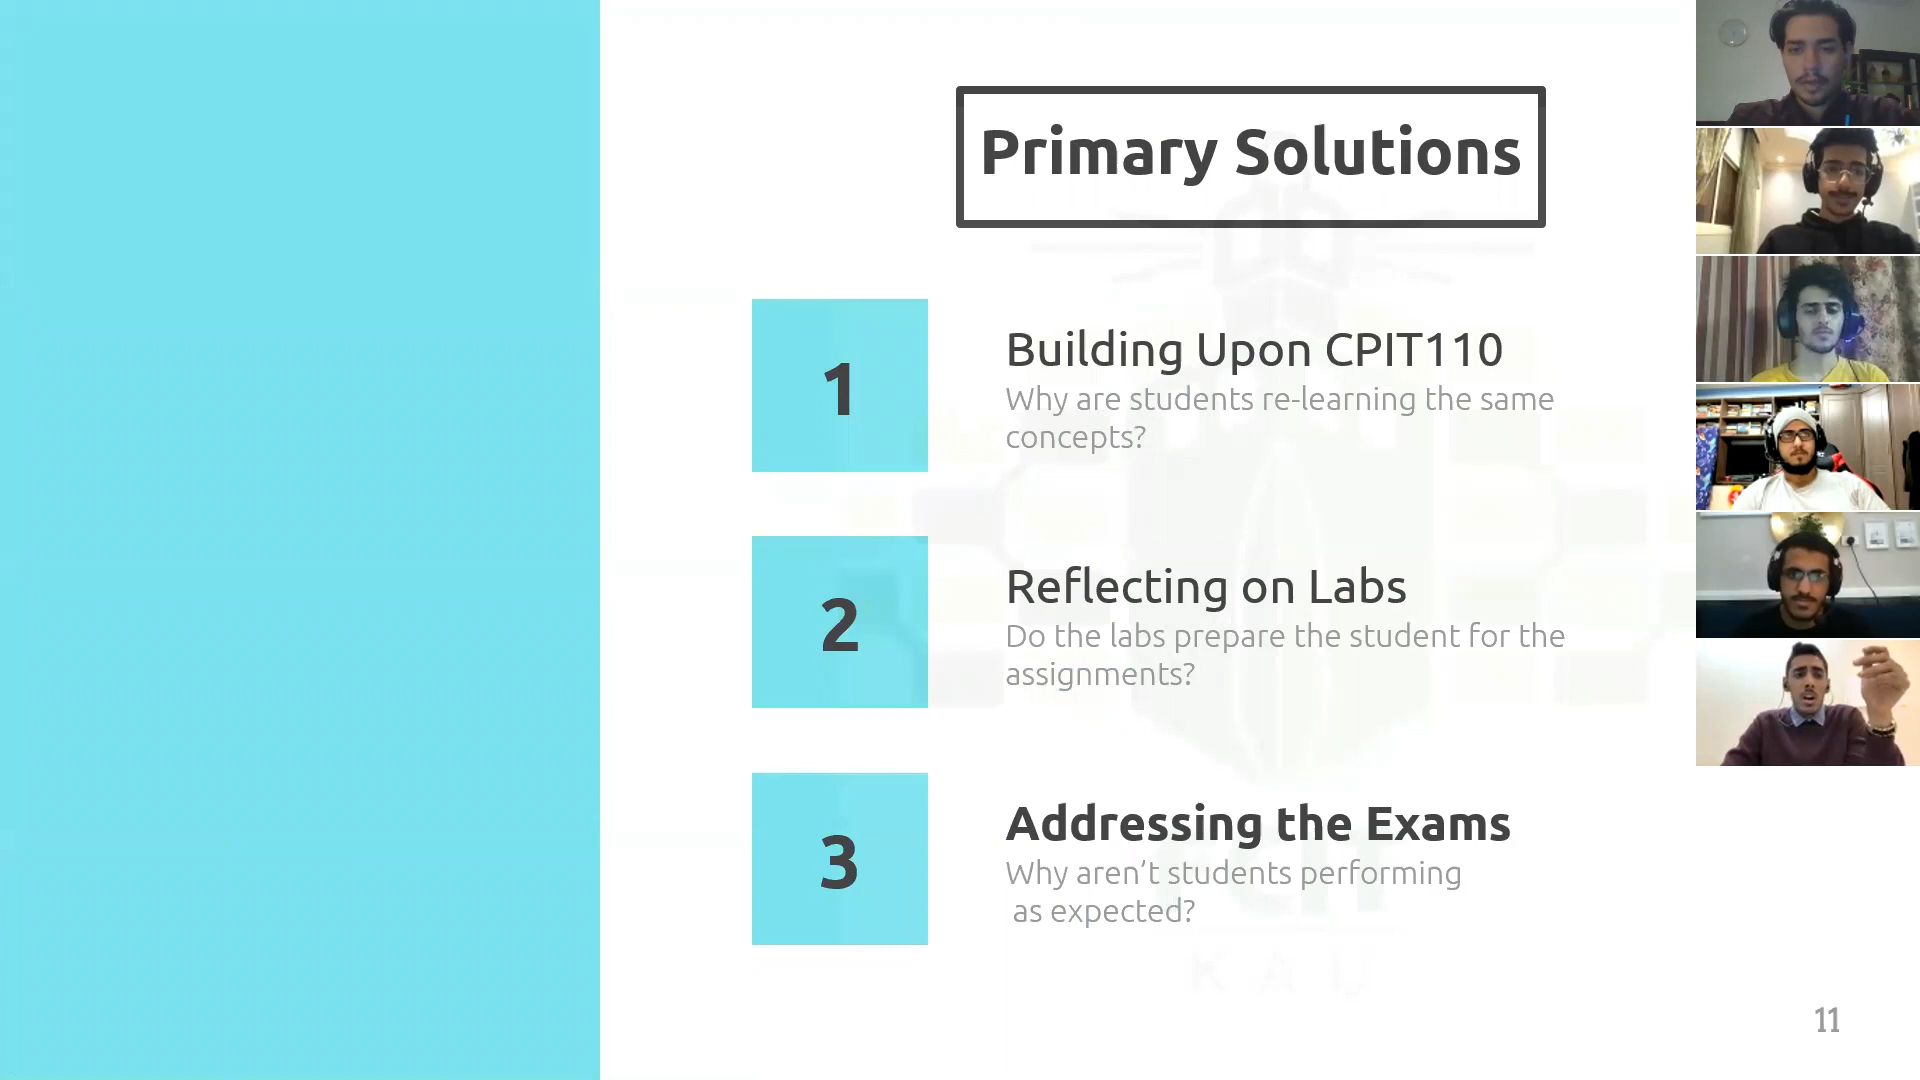 Primary Solutions
1
Building Upon CPIT110
Why are students re-learning the same
concepts?
2
Reflecting on Labs
Do the labs prepare the student for the
assignments?
3
Addressing the Exams
Why aren’t students performing
as expected?
FCIT
K A U
11